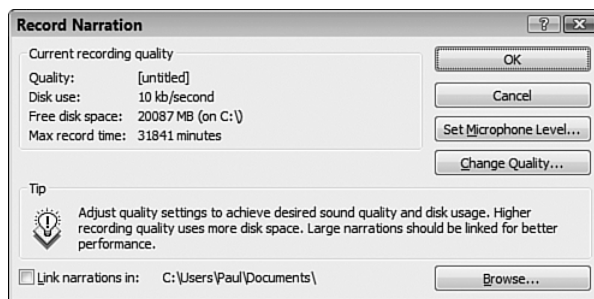 Record Narration
Current recording quality
Quality: [untitled]
Disk use: 10 kb/second
Free disk space: 20087 MB (on C:\)
Max record time: 31841 minutes
OK
Cancel
Set Microphone Level...
Change Quality...
Tip
Adjust quality settings to achieve desired sound quality and disk usage. Higher
recording quality uses more disk space. Large narrations should be linked for better
performance.
Link narrations in: C:\Users\Paul\Documents\
Browse...